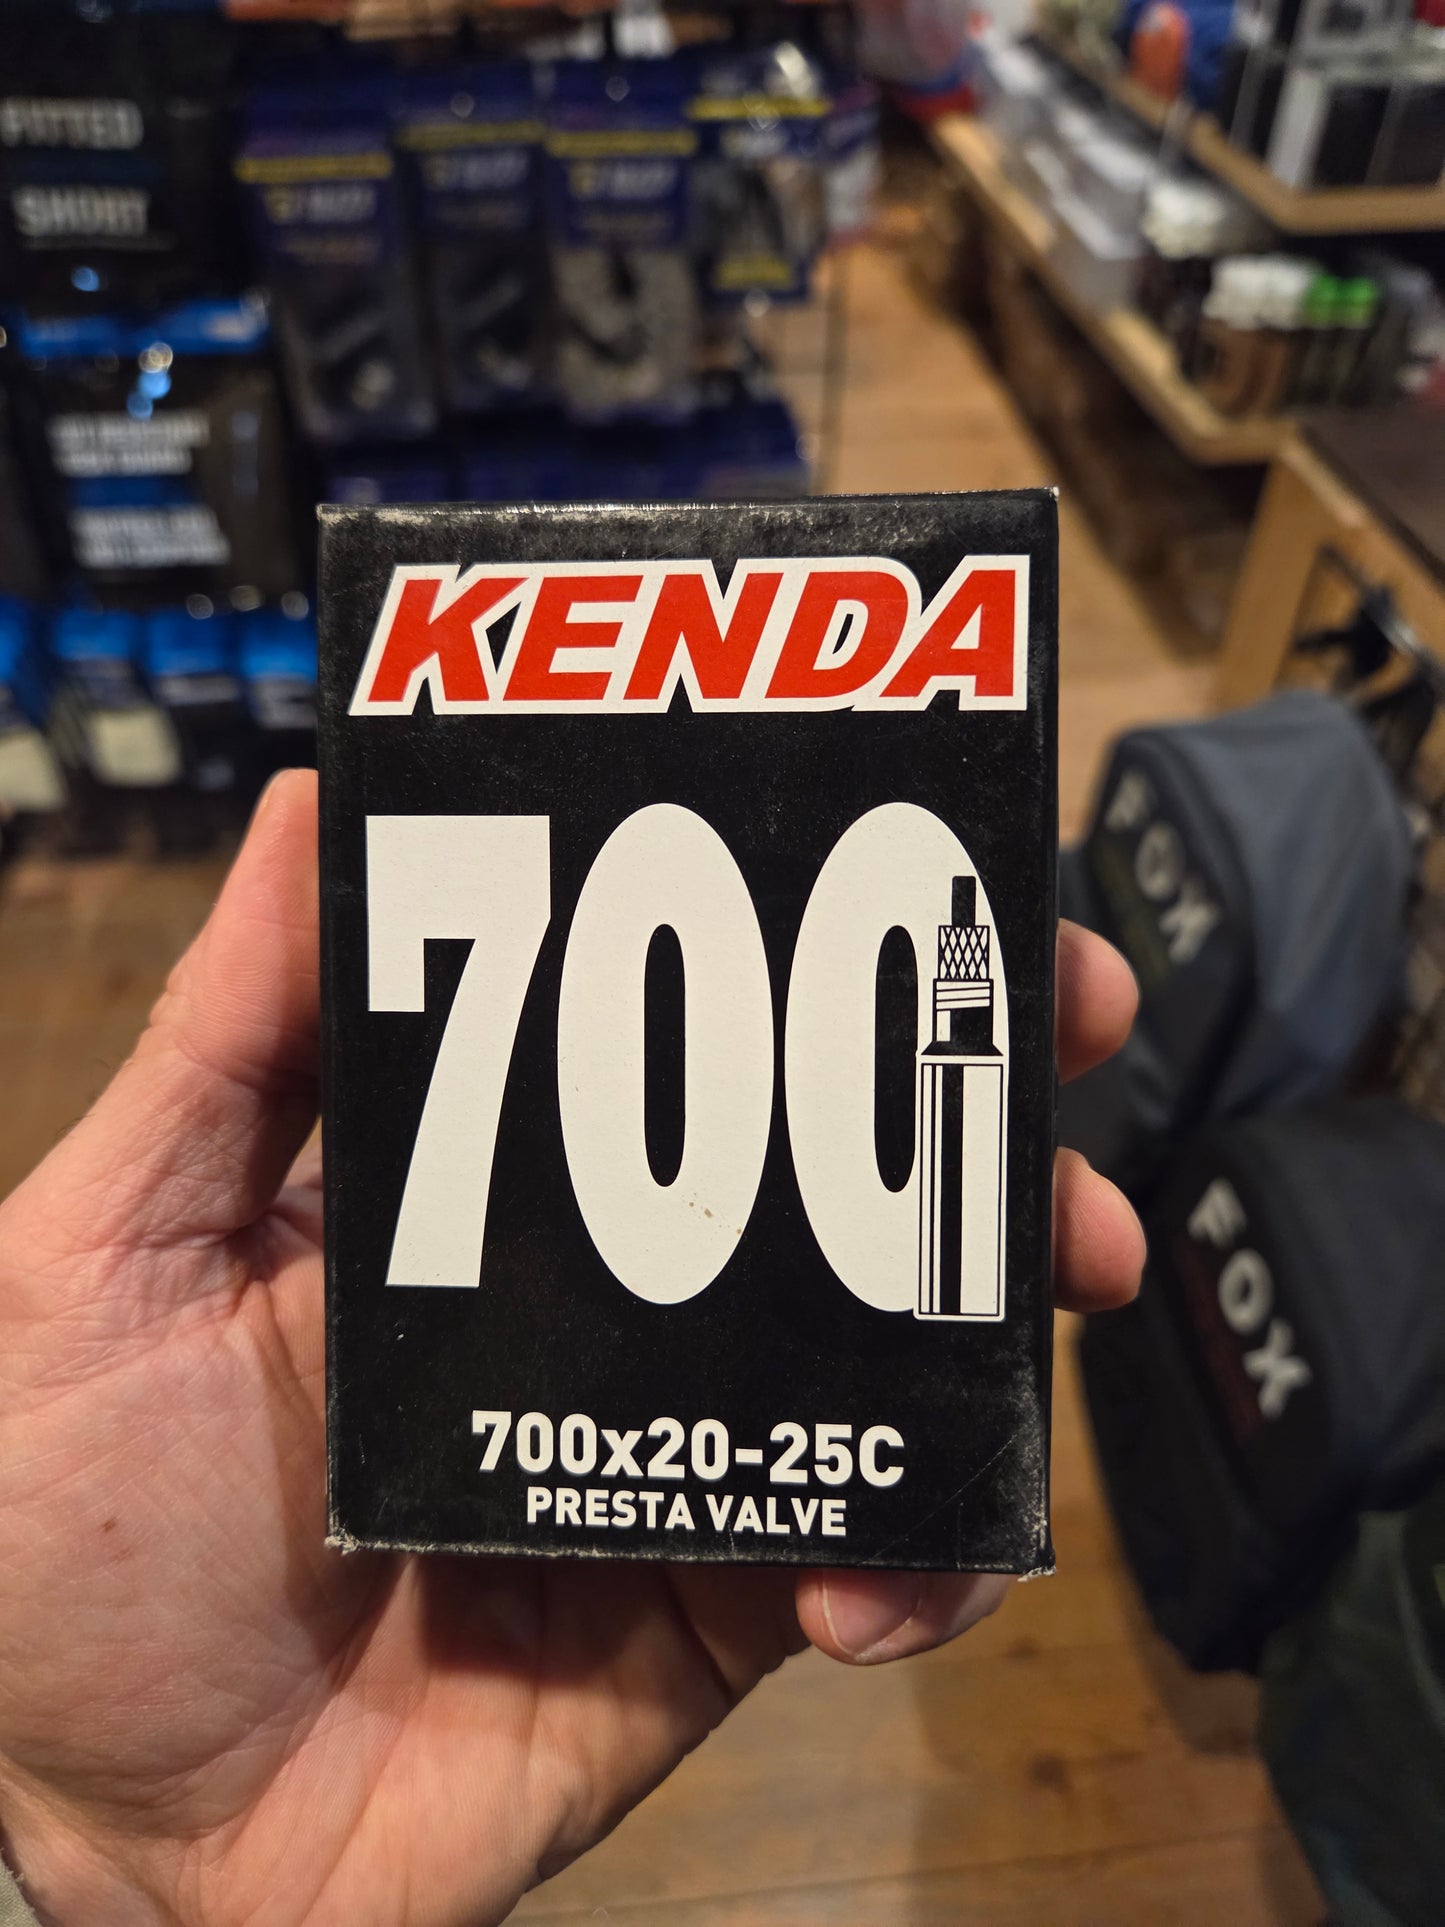 FITTED
SHORT
KENDA
700
700x20-25C
PRESTA VALVE
FOX
FOX